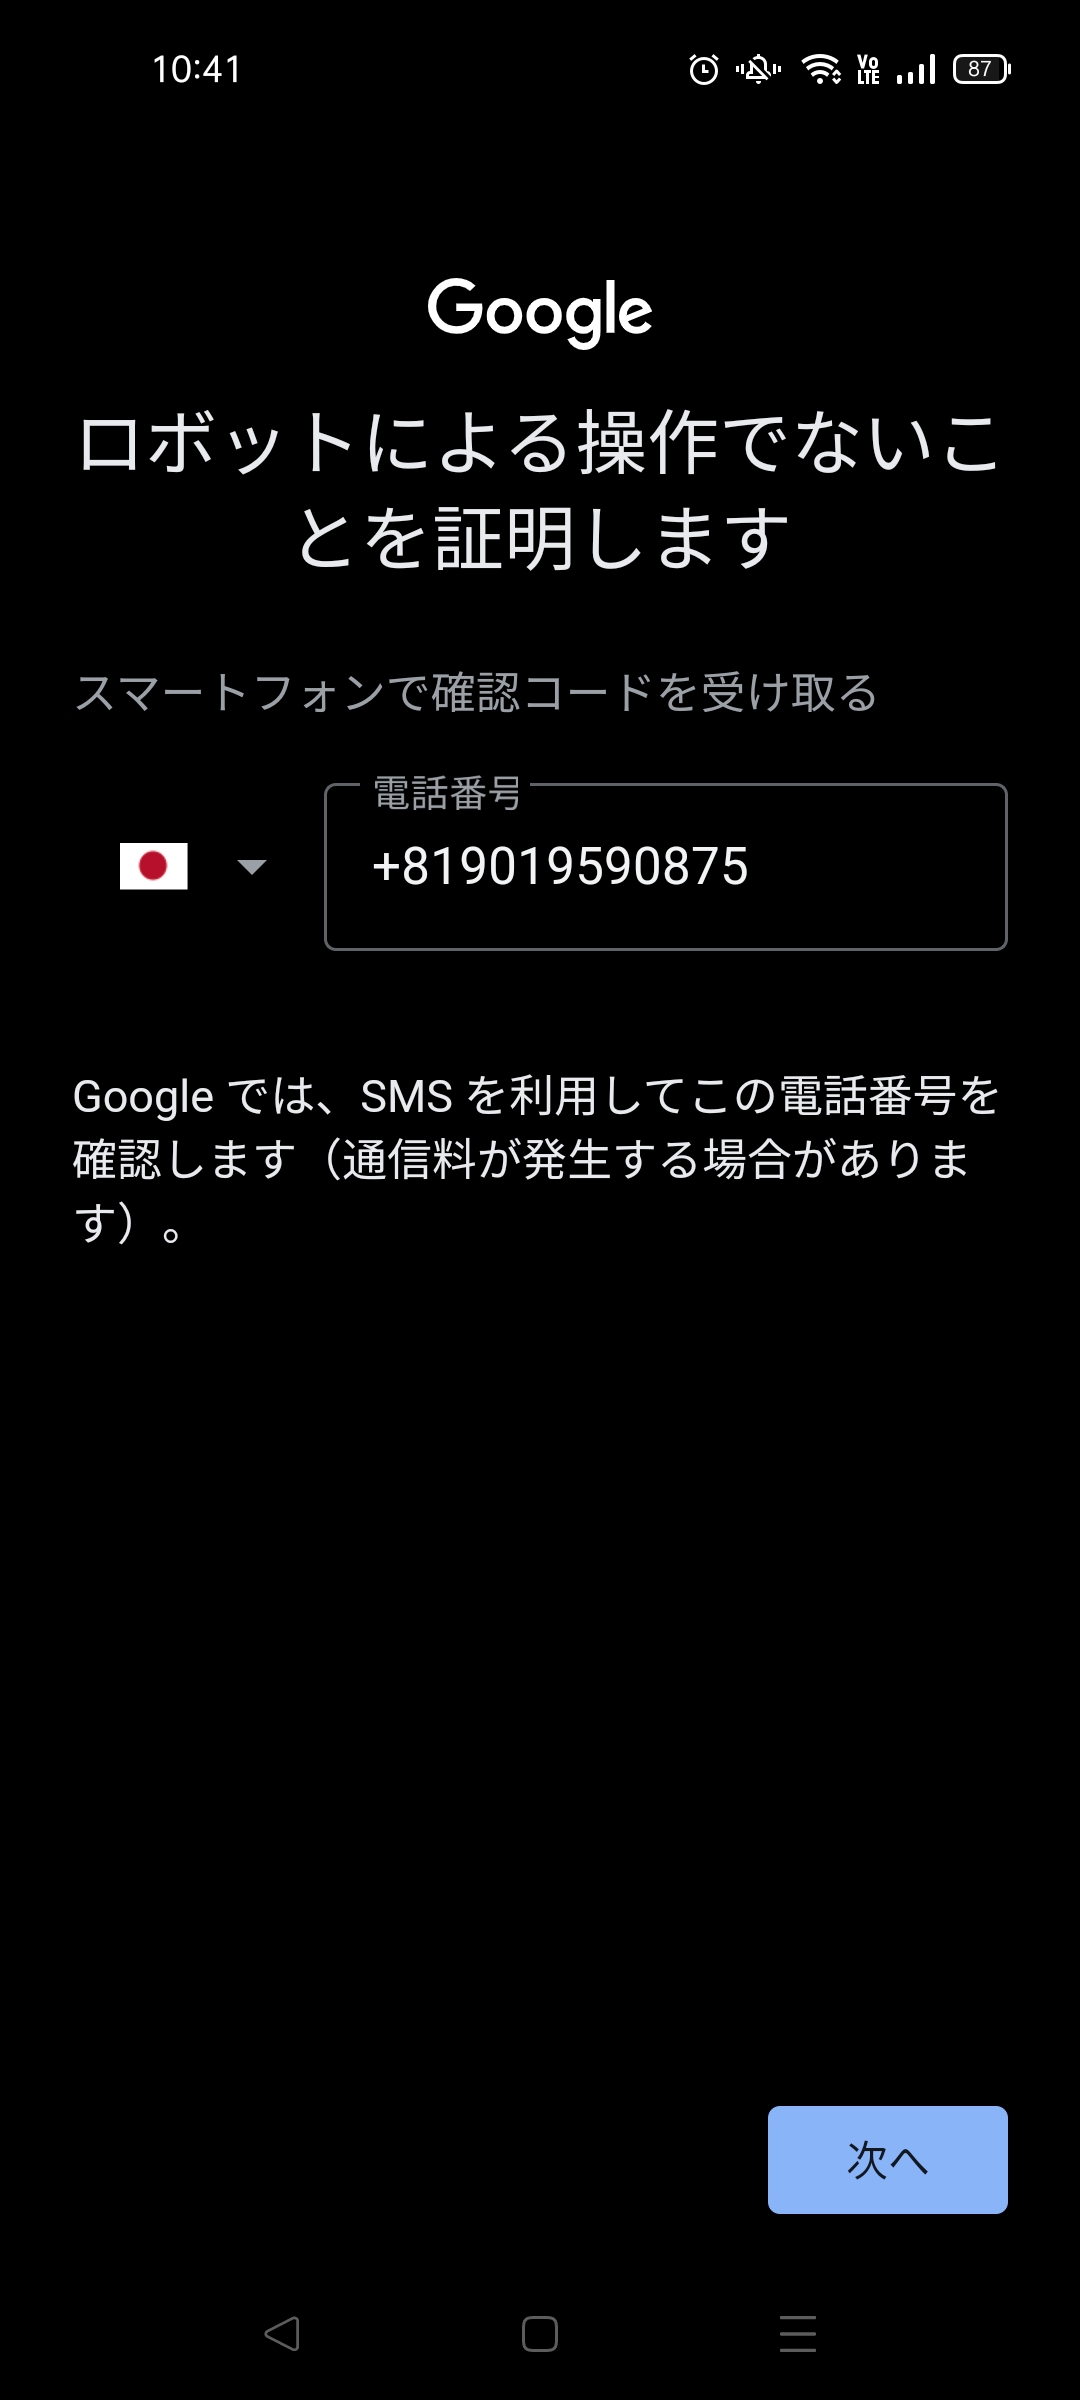 10:41
Vo
LTE
87
Google
ロボットによる操作でないこ
とを証明します
スマートフォンで確認コードを受け取る
電話番号
+819019590875
Google では、SMS を利用してこの電話番号を
確認します（通信料が発生する場合がありま
す）。
次へ